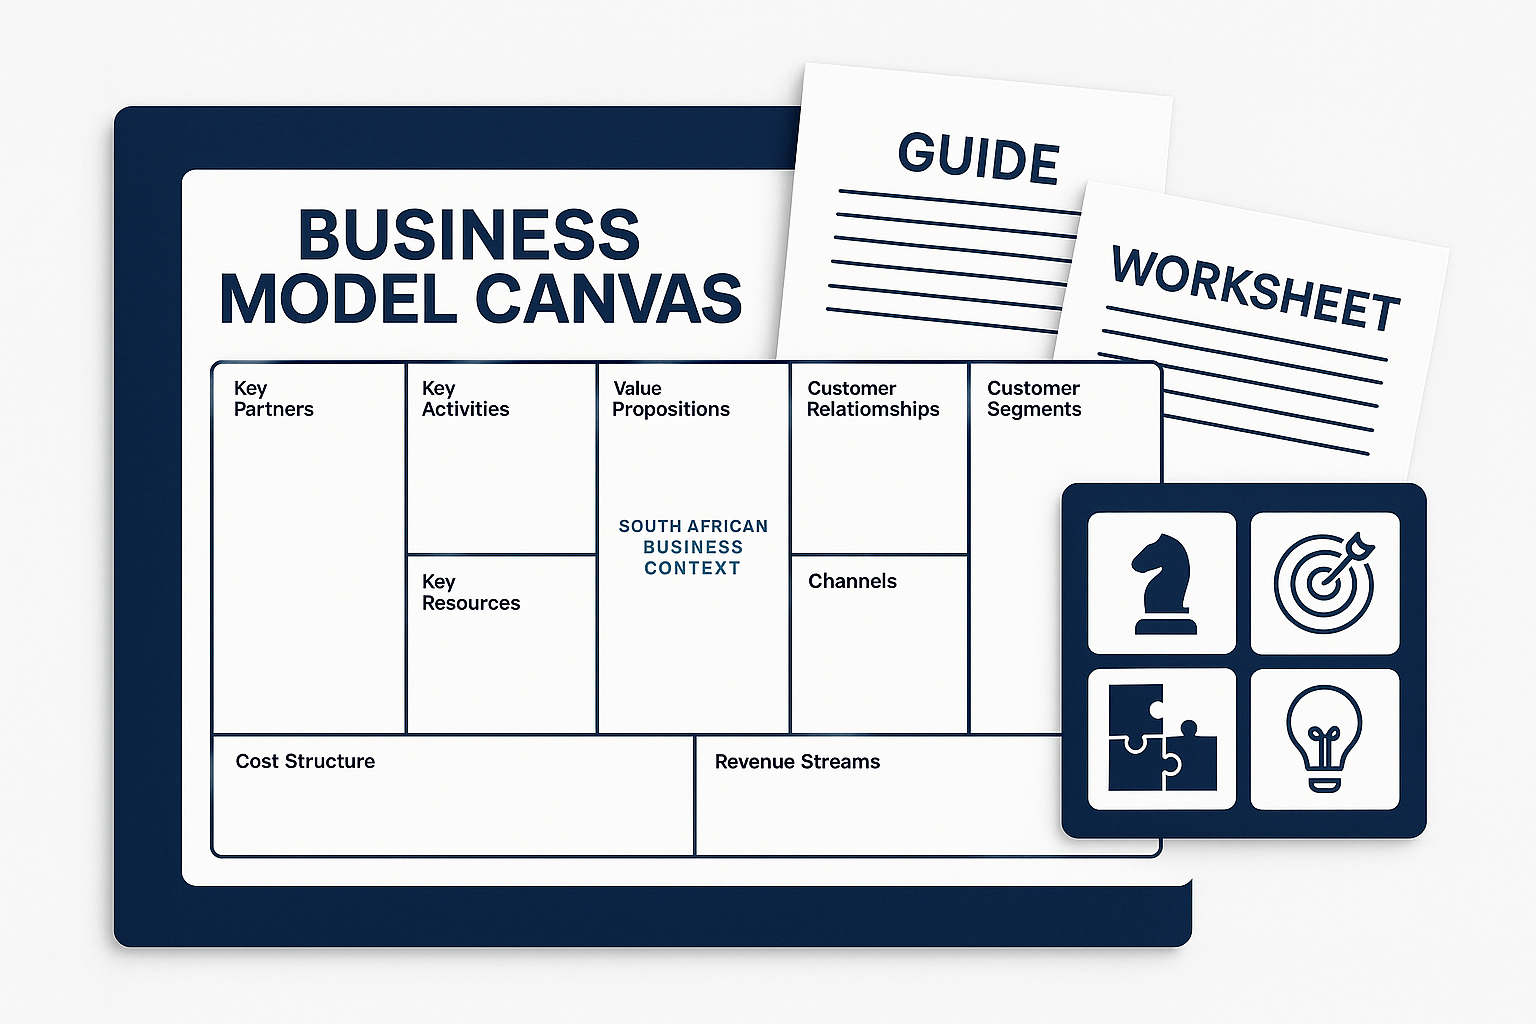 GUIDE
WORKSHEET
BUSINESS
MODEL CANVAS
Key
Partners
Key
Activities
Key
Resources
Value
Propositions
SOUTH AFRICAN
BUSINESS
CONTEXT
Customer
Relatiomships
Channels
Customer
Segments
Cost Structure
Revenue Streams